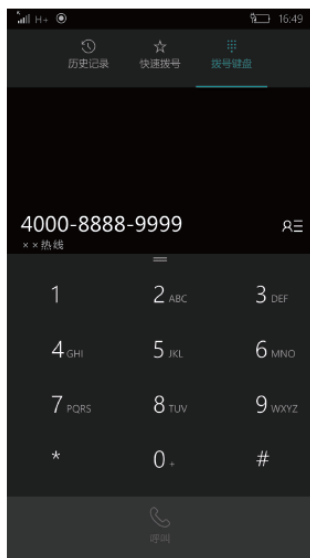 H+ 16:49
历史记录 快速拨号 拨号键盘
4000-8888-9999
××热线
1 2 ABC 3 DEF
4 GHI 5 JKL 6 MNO
7 PQRS 8 TUV 9 WXYZ
* 0 + #
呼叫